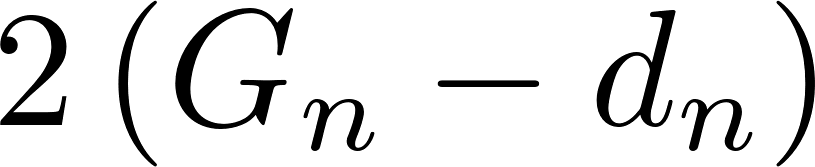 2 (G_n − d_n)